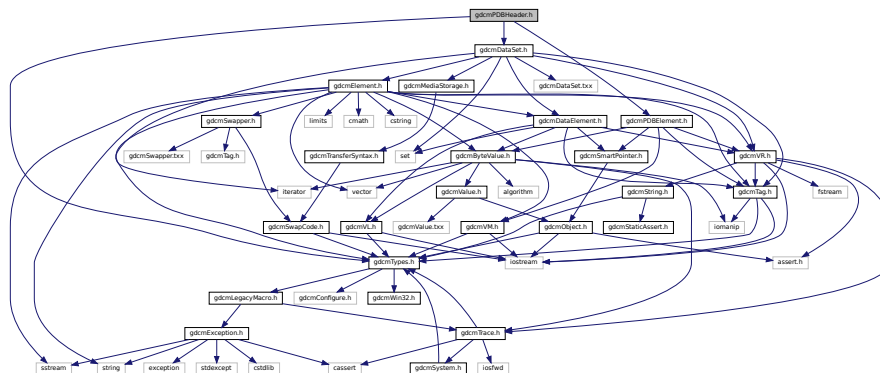 gdcmPDBHeader.h
gdcmDataSet.h
gdcmElement.h gdcmMediaStorage.h gdcmDataSet.txx
gdcmSwapper.h limits cmath cstring gdcmDataElement.h gdcmPDBElement.h
gdcmSwapper.txx gdcmTag.h gdcmTransferSyntax.h set gdcmByteValue.h gdcmSmartPointer.h gdcmVR.h
iterator vector gdcmValue.h algorithm gdcmString.h gdcmTag.h fstream
gdcmSwapCode.h gdcmVL.h gdcmValue.txx gdcmVM.h gdcmObject.h gdcmStaticAssert.h iomanip
gdcmTypes.h iostream assert.h
gdcmLegacyMacro.h gdcmConfigure.h gdcmWin32.h
gdcmException.h gdcmTrace.h
sstream string exception stdexcept cstdlib cassert gdcmSystem.h iosfwd